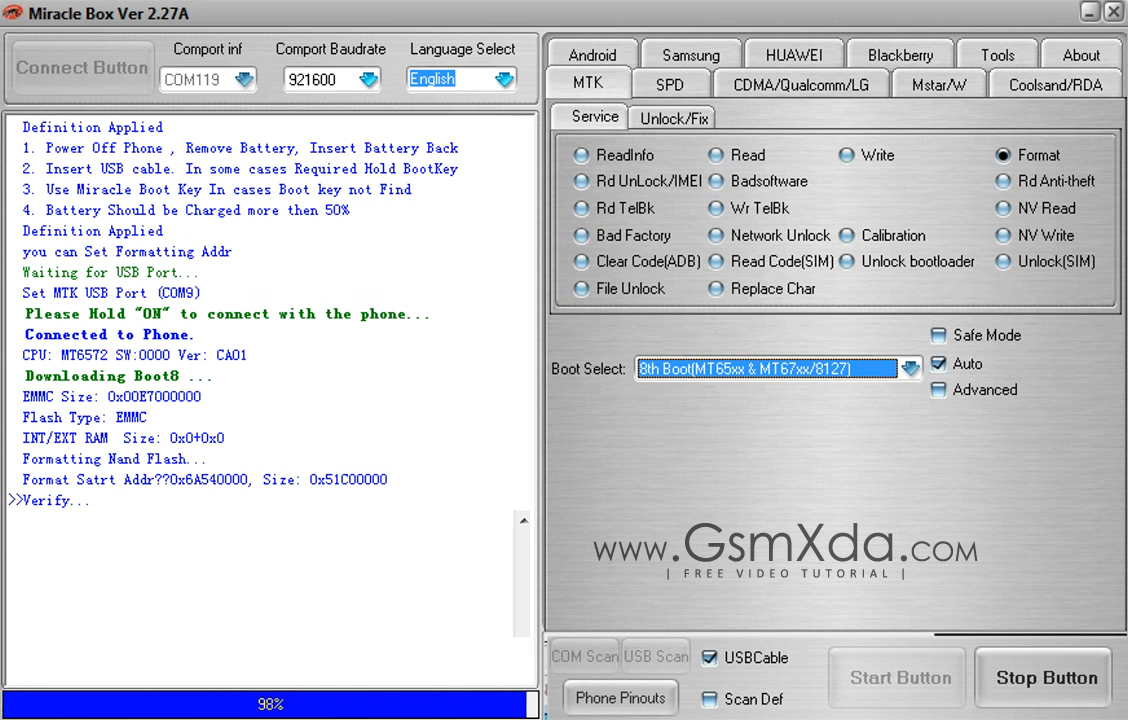 Miracle Box Ver 2.27A
Connect Button
Comport inf
Comport Baudrate
Language Select
COM119
921600
English
Definition Applied
1. Power Off Phone , Remove Battery, Insert Battery Back
2. Insert USB cable. In some cases Required Hold BootKey
3. Use Miracle Boot Key In cases Boot key not Find
4. Battery Should be Charged more then 50%
Definition Applied
you can Set Formatting Addr
Waiting for USB Port...
Set MTK USB Port (COM9)
Please Hold "ON" to connect with the phone...
Connected to Phone.
CPU: MT6572 SW:0000 Ver: CA01
Downloading Boot8 ...
EMMC Size: 0x00E7000000
Flash Type: EMMC
INT/EXT RAM  Size: 0x0+0x0
Formatting Nand Flash...
Format Satrt Addr??0x6A540000, Size: 0x51C00000
>>Verify...
98%
Android Samsung HUAWEI Blackberry Tools About
MTK SPD CDMA/Qualcomm/LG Mstar/W Coolsand/RDA
Service Unlock/Fix
ReadInfo Read Write Format
Rd UnLock/IMEI Badsoftware Rd Anti-theft
Rd TelBk Wr TelBk NV Read
Bad Factory Network Unlock Calibration NV Write
Clear Code(ADB) Read Code(SIM) Unlock bootloader Unlock(SIM)
File Unlock Replace Char
Safe Mode
Boot Select: 8th Boot(MT65xx & MT67xx/8127) Auto
Advanced
www.GsmXda.com
| FREE VIDEO TUTORIAL |
COM Scan USB Scan USBCable
Start Button Stop Button
Phone Pinouts Scan Def